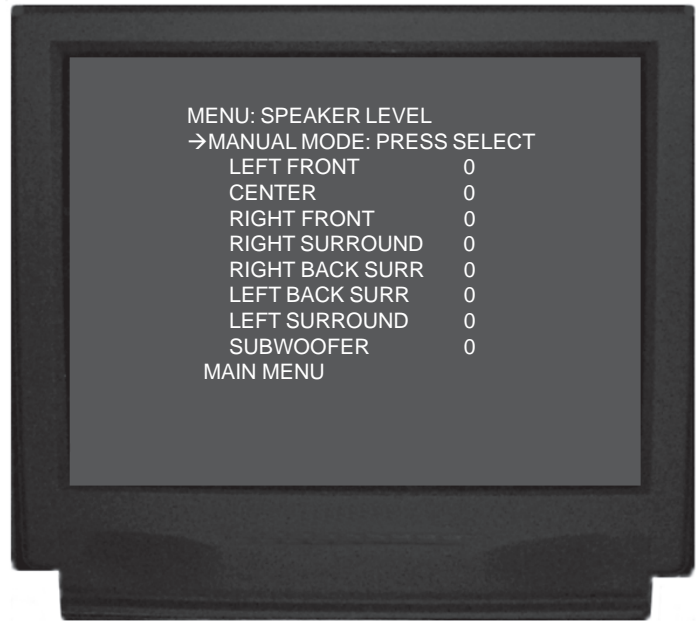 MENU: SPEAKER LEVEL
→MANUAL MODE: PRESS SELECT
LEFT FRONT 0
CENTER 0
RIGHT FRONT 0
RIGHT SURROUND 0
RIGHT BACK SURR 0
LEFT BACK SURR 0
LEFT SURROUND 0
SUBWOOFER 0
MAIN MENU